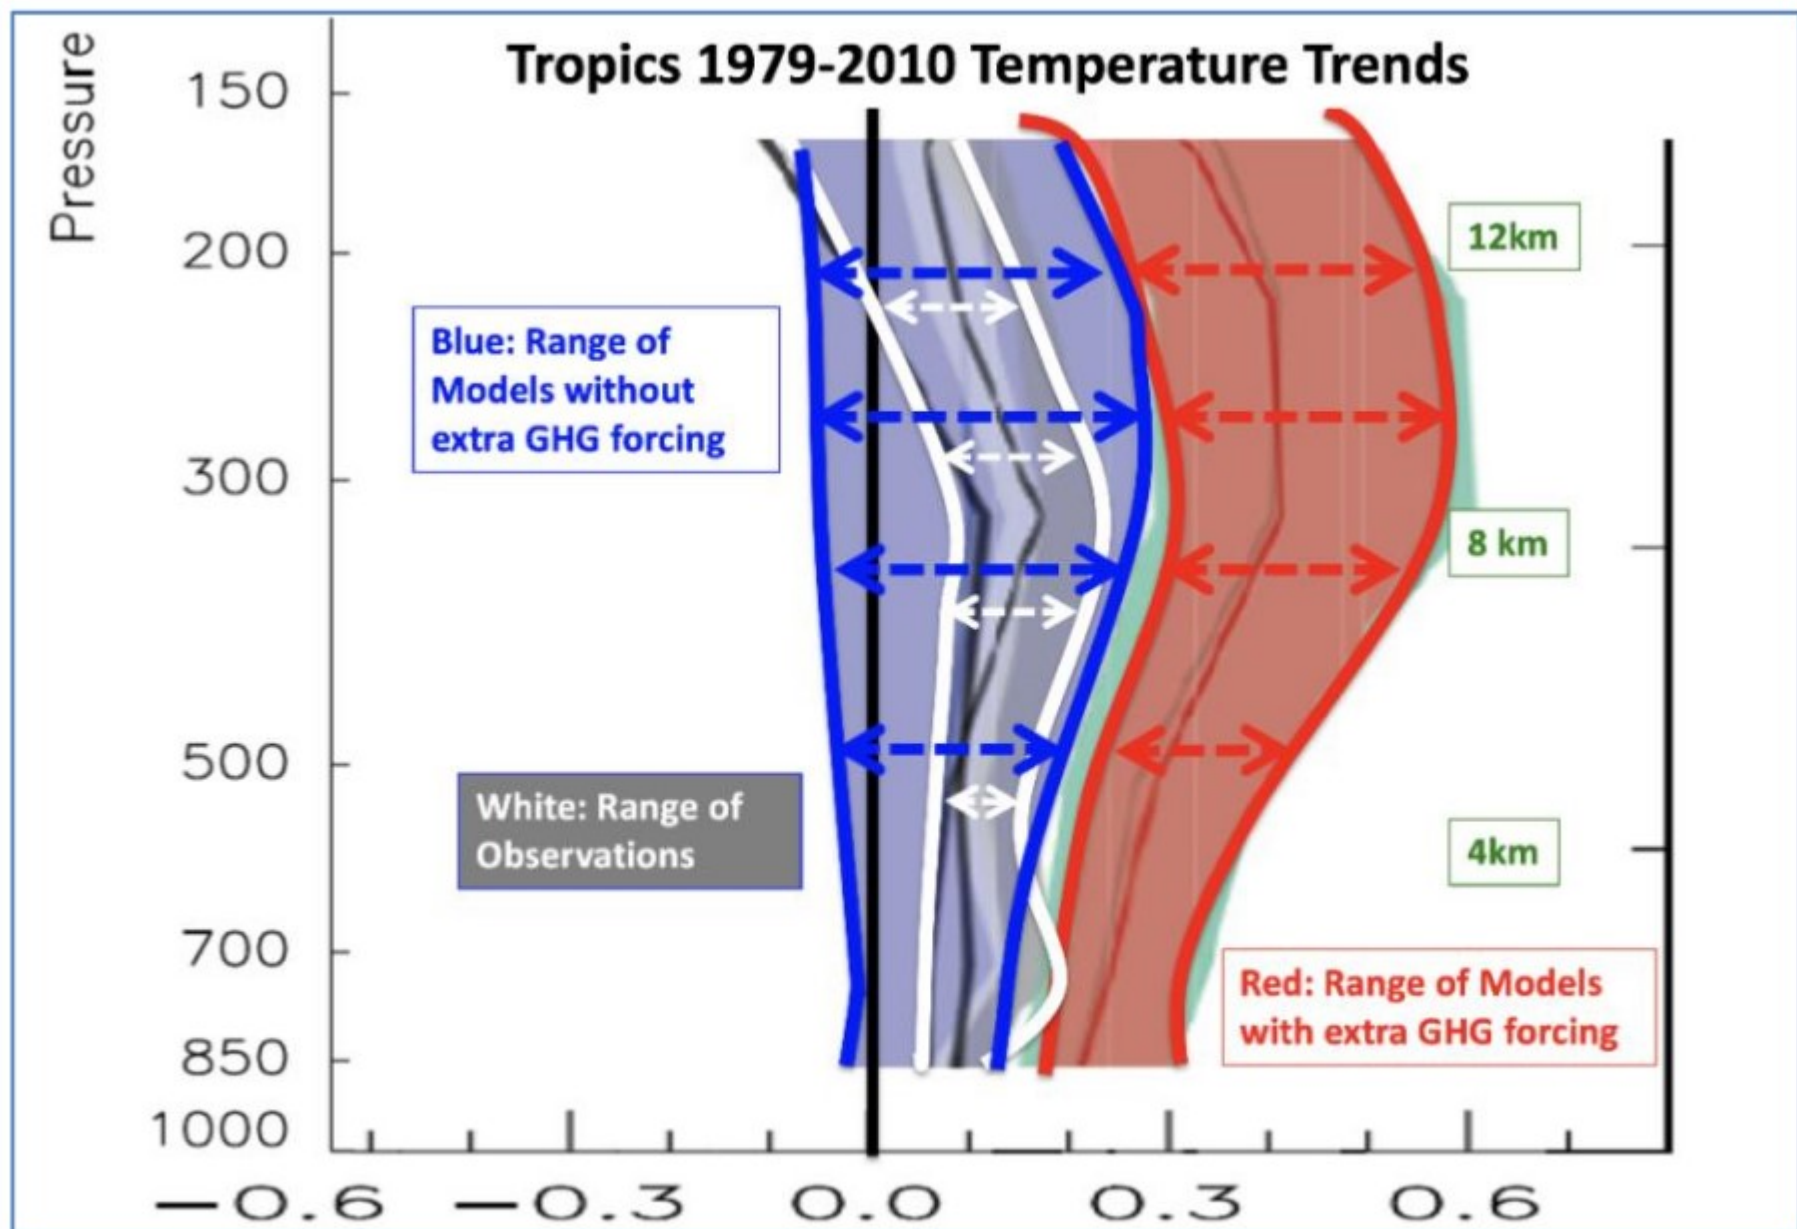 Tropics 1979-2010 Temperature Trends
Pressure
150
200
300
500
700
850
1000
12km
8 km
4km
Blue: Range of
Models without
extra GHG forcing
White: Range of
Observations
Red: Range of Models
with extra GHG forcing
−0.6 −0.3 0.0 0.3 0.6